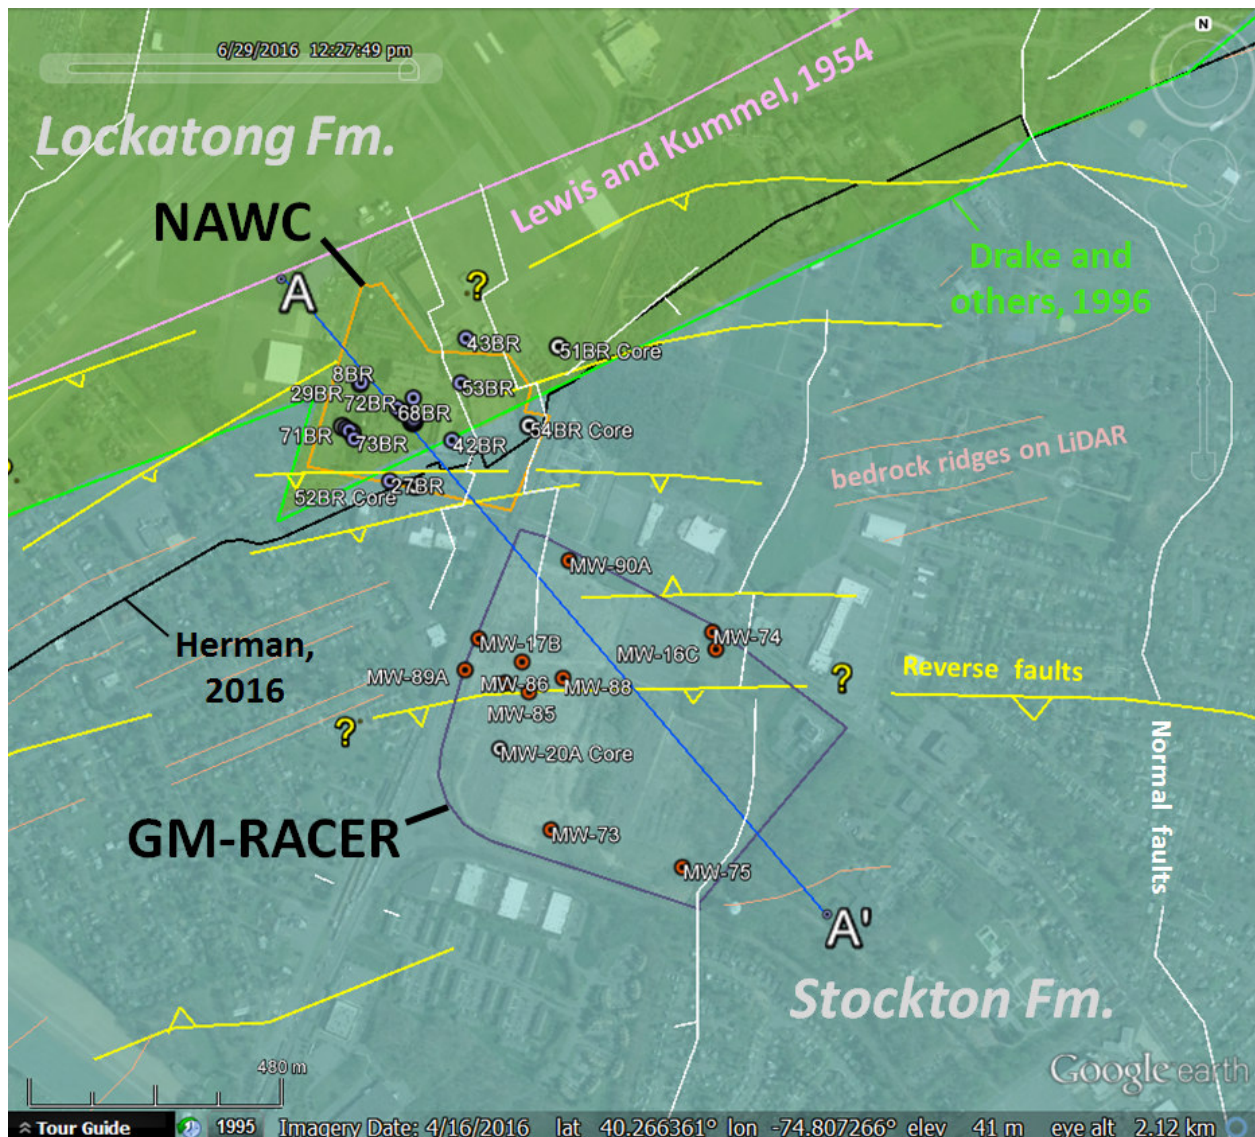 6/29/2016 12:27:49 pm
N
Lockatong Fm.
Lewis and Kummel, 1954
NAWC
A
?
Drake and
others, 1996
43BR
51BR Core
8BR
29BR
72BR
53BR
68BR
71BR
73BR
42BR
54BR Core
bedrock ridges on LiDAR
52BR Core
27BR
MW-90A
Herman,
2016
MW-17B
MW-74
MW-16C
MW-89A
MW-86
MW-88
?
Reverse faults
MW-85
?
MW-20A Core
Normal faults
GM-RACER
MW-73
MW-75
A'
Stockton Fm.
480 m
Google earth
Tour Guide
1995
Imagery Date: 4/16/2016 lat 40.266361° lon -74.807266° elev 41 m eye alt 2.12 km